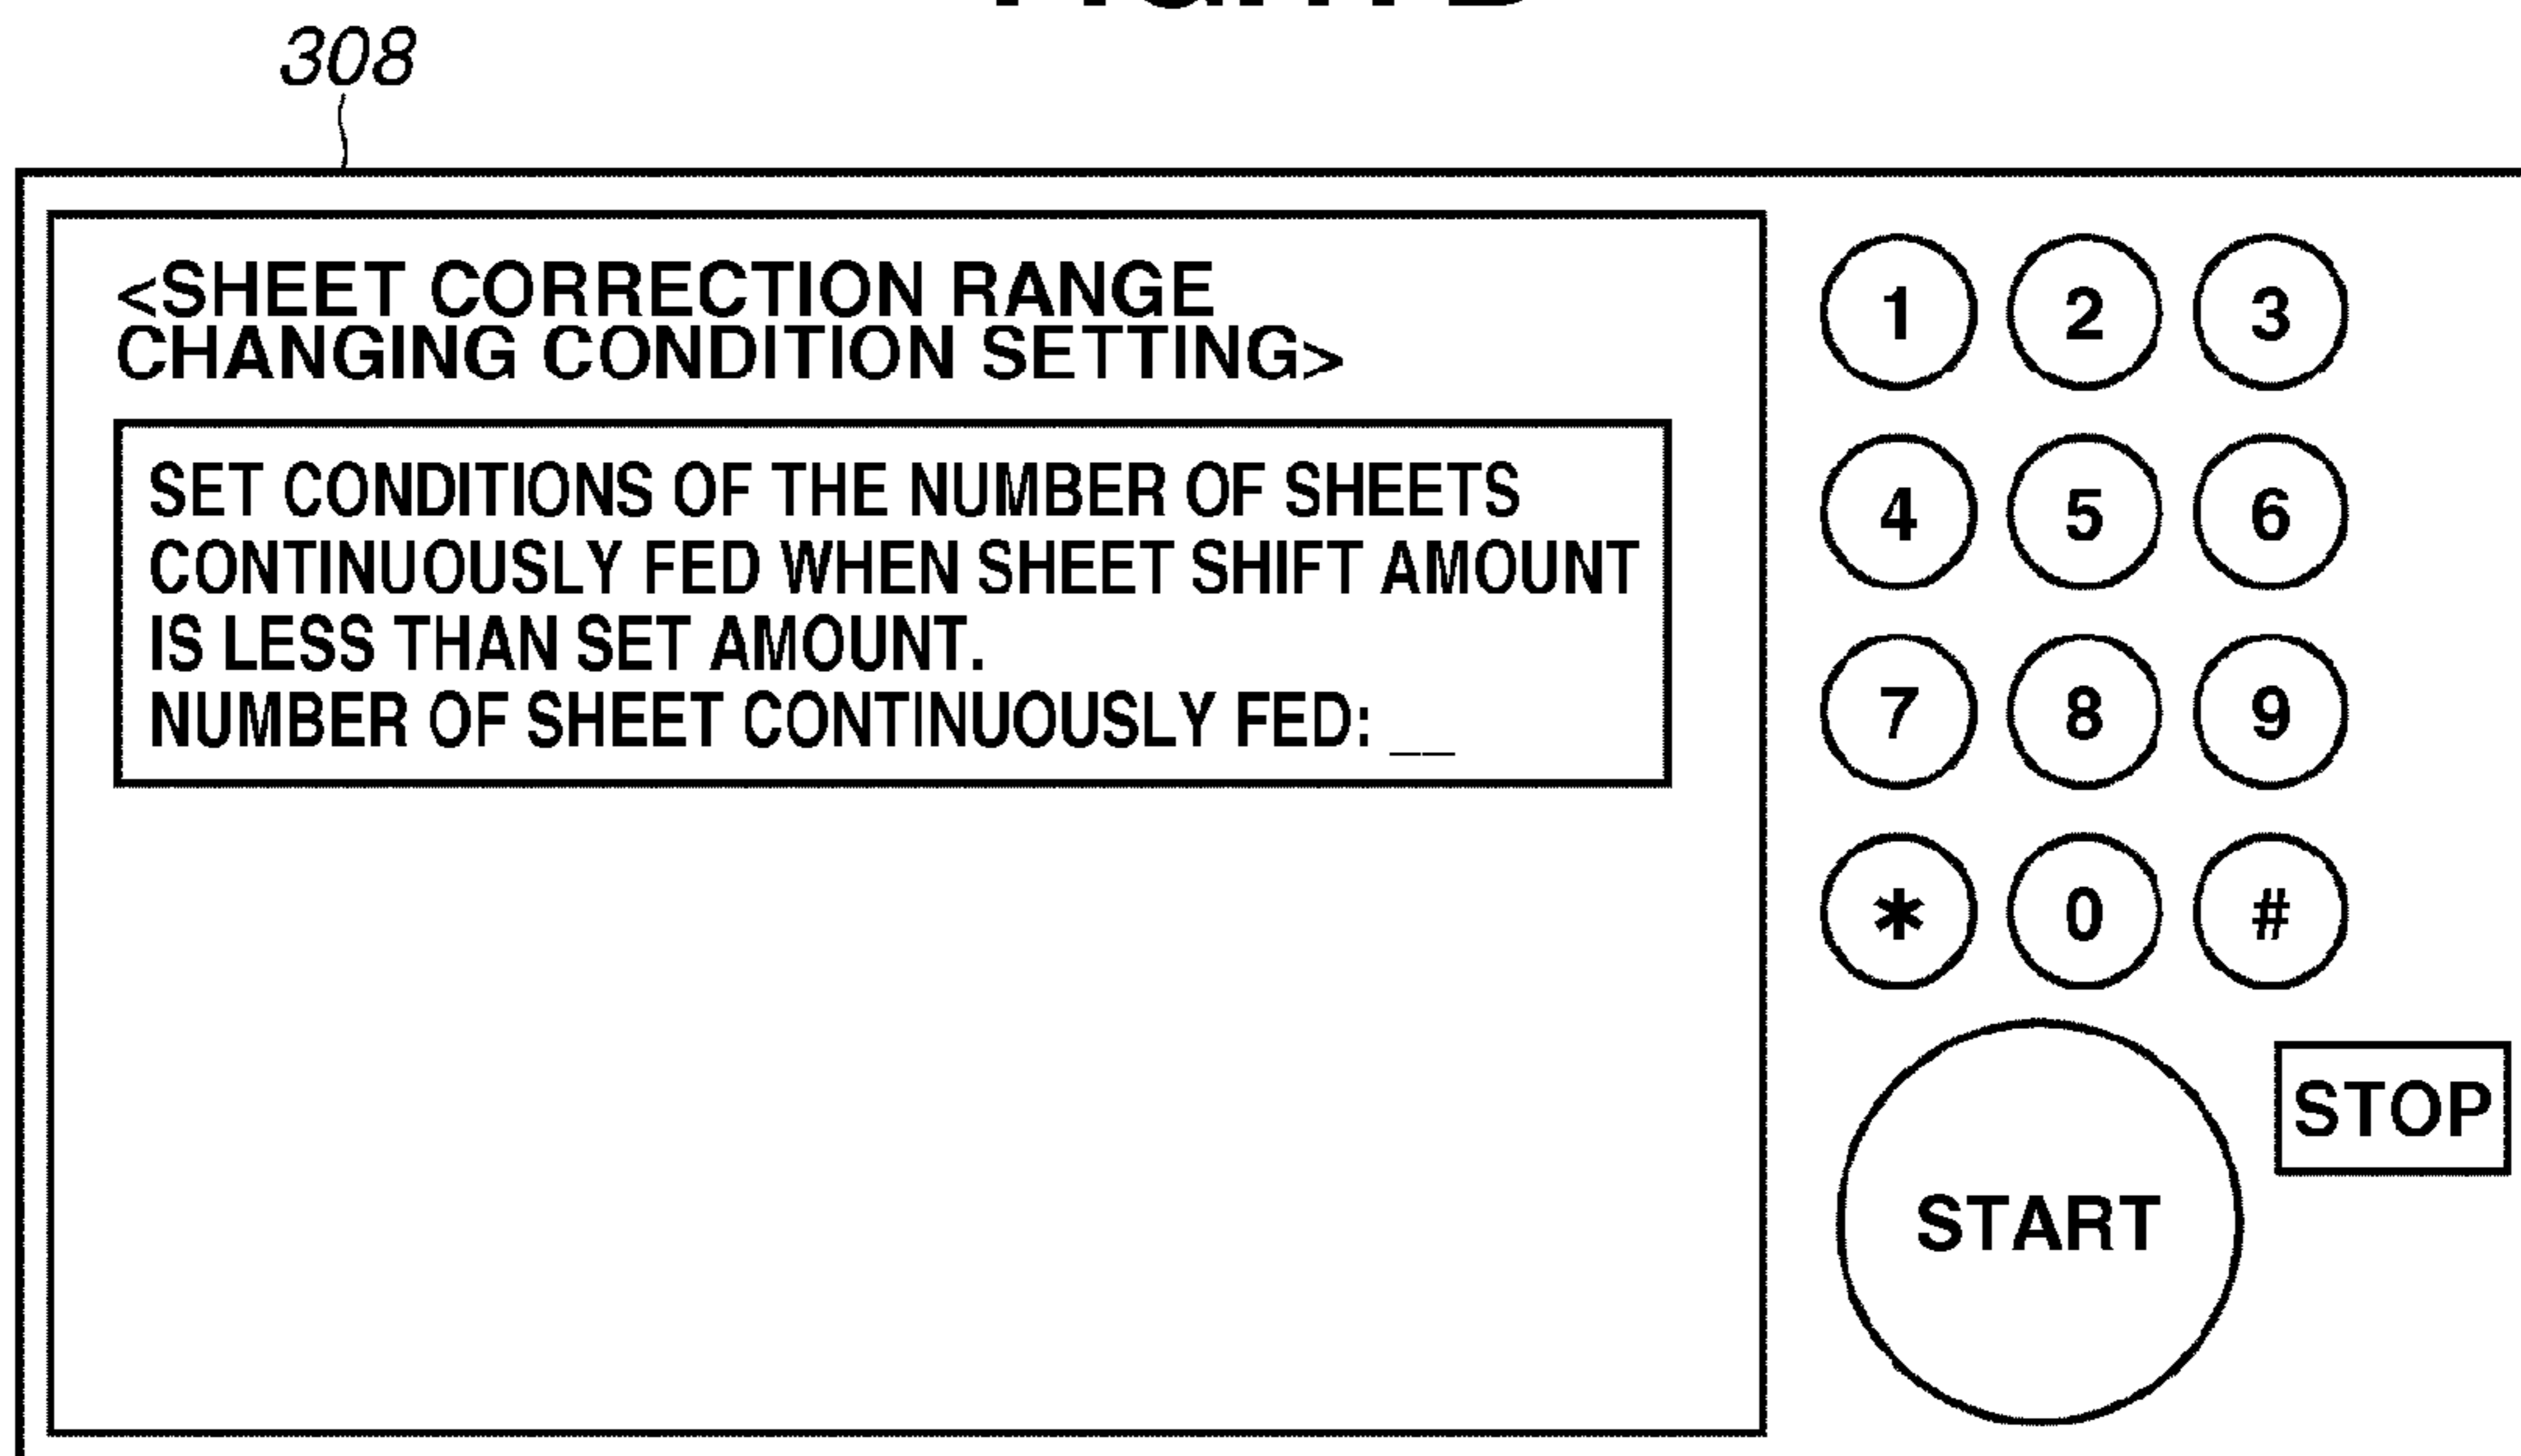 308
<SHEET CORRECTION RANGE
CHANGING CONDITION SETTING>
SET CONDITIONS OF THE NUMBER OF SHEETS
CONTINUOUSLY FED WHEN SHEET SHIFT AMOUNT
IS LESS THAN SET AMOUNT.
NUMBER OF SHEET CONTINUOUSLY FED: __
1 2 3
4 5 6
7 8 9
* 0 #
STOP
START